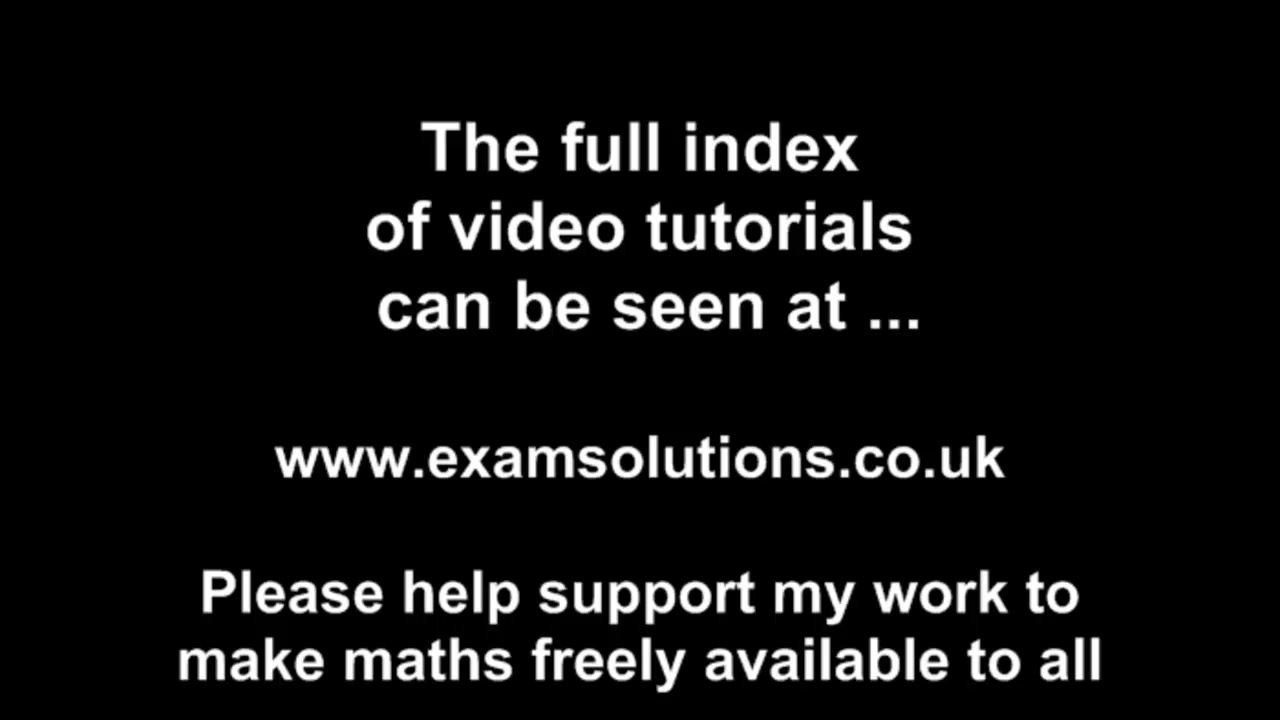 The full index
of video tutorials
can be seen at ...
www.examsolutions.co.uk
Please help support my work to
make maths freely available to all